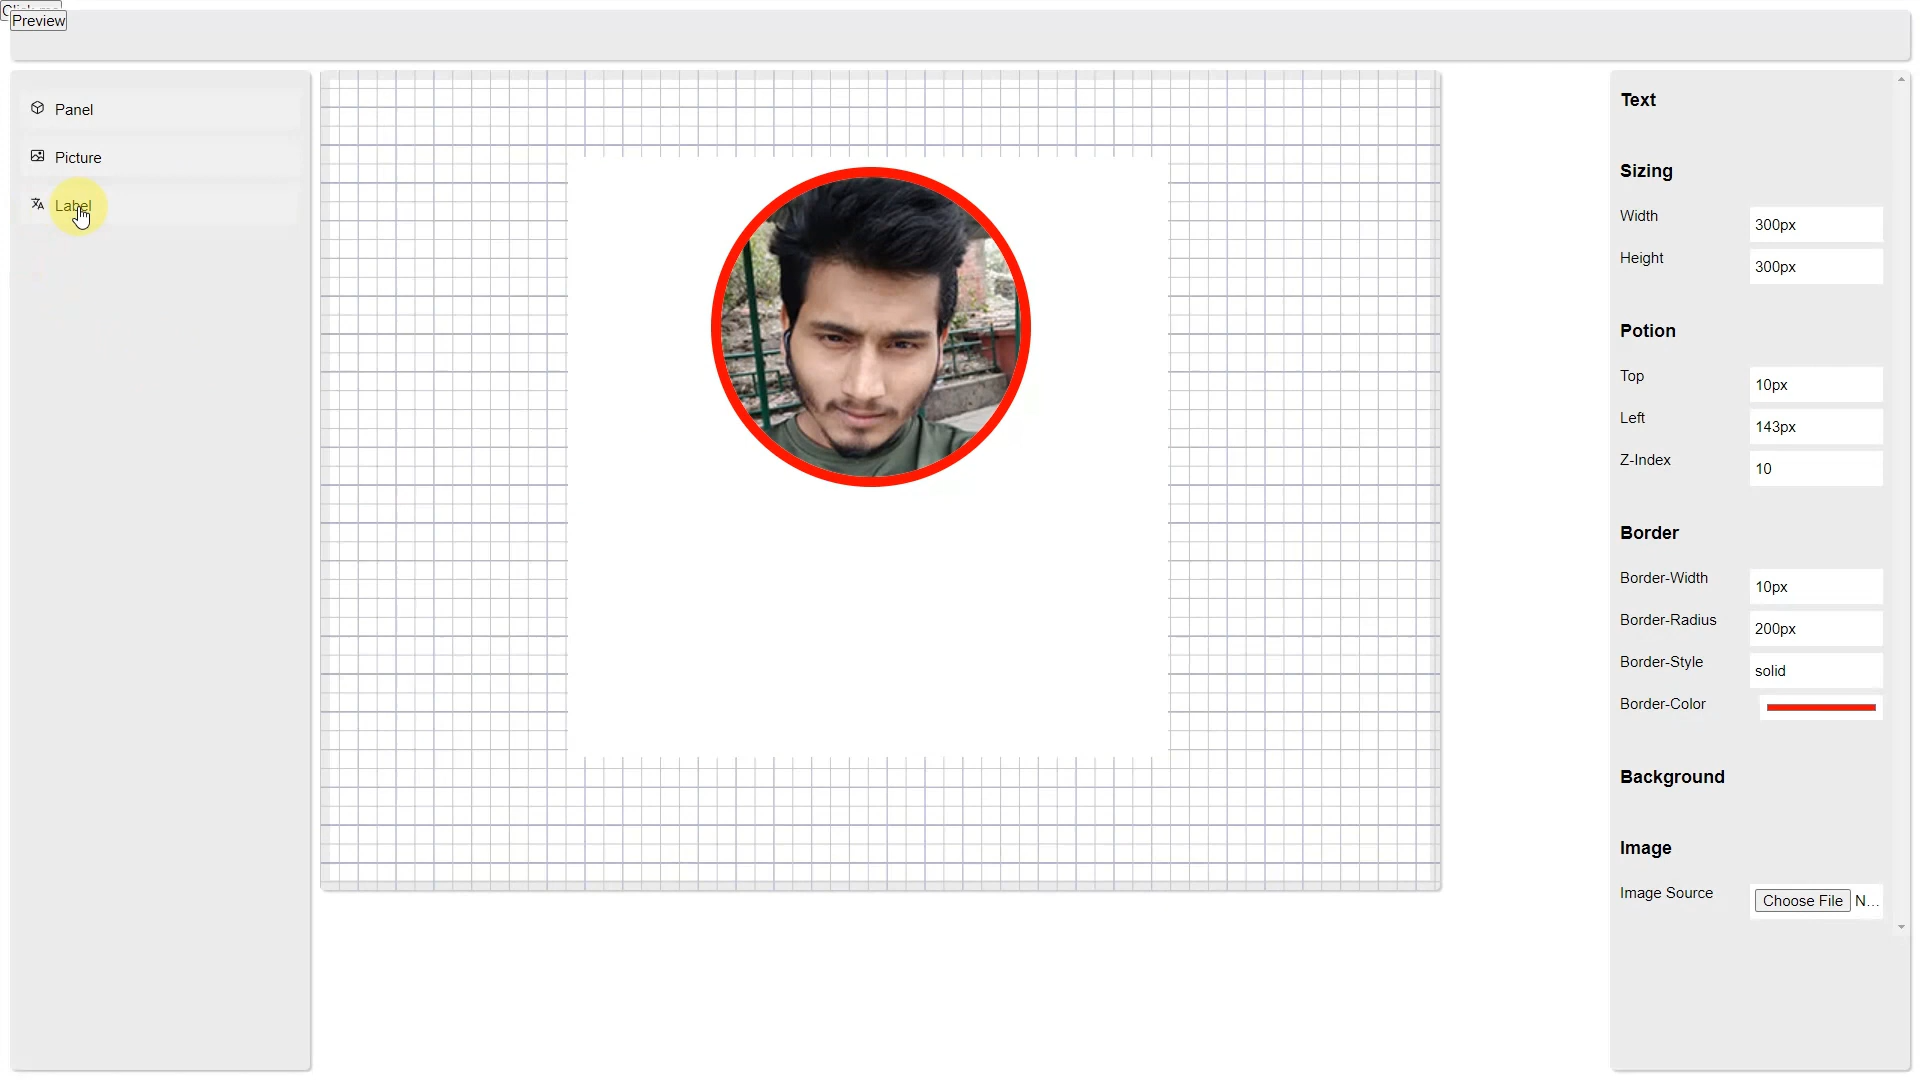 Preview
Panel
Picture
Label
Text
Sizing
Width 300px
Height 300px
Potion
Top 10px
Left 143px
Z-Index 10
Border
Border-Width 10px
Border-Radius 200px
Border-Style solid
Border-Color
Background
Image
Image Source Choose File N...